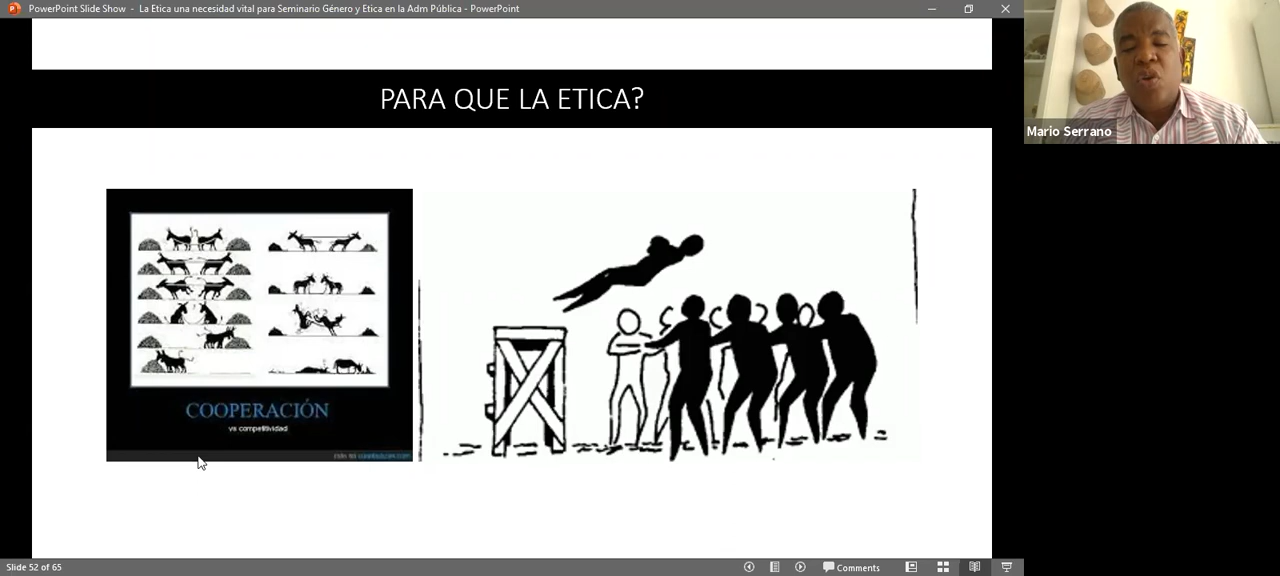 PowerPoint Slide Show - La Etica una necesidad vital para Seminario Género y Etica en la Adm Pública - PowerPoint
PARA QUE LA ETICA?
Mario Serrano
COOPERACIÓN
vs competitividad
Slide 52 of 65
Comments